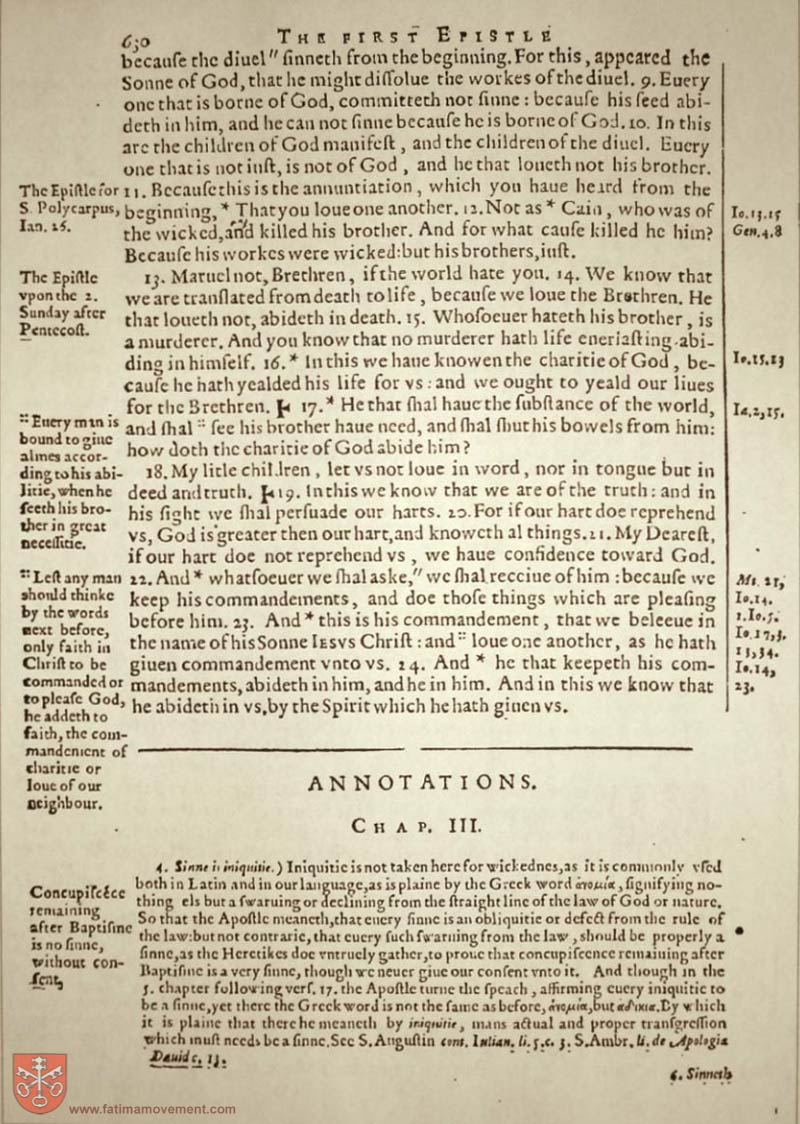 630
THE FIRST EPISTLE
becauſe the diuel" ſinneth from the beginning. For this, appeared the
Sonne of God, that he might diſſolue the workes of the diuel. 9. Euery
one that is borne of God, committeth not ſinne: becauſe his ſeed abi-
deth in him, and he can not ſinne becauſe he is borne of God. 10. In this
are the children of God manifeſt, and the children of the diuel. Euery
one that is not iuſt, is not of God, and he that loueth not his brother.
11. Becauſe this is the annuntiation, which you haue heard from the
beginning, * That you loue one another. 12. Not as * Cain, who was of
the wicked, and killed his brother. And for what cauſe killed he him?
Becauſe his workes were wicked: but his brothers, iuſt.
13. Maruel not, Brethren, if the world hate you. 14. We know that
we are tranſlated from death to life, becauſe we loue the Brethren. He
that loueth not, abideth in death. 15. Whoſoeuer hateth his brother, is
a murderer. And you know that no murderer hath life euerlaſting abi-
ding in himſelf. 16. * In this we haue knowen the charitie of God, be-
cauſe he hath yealded his life for vs: and we ought to yeald our liues
for the Brethren. 17. * He that ſhal haue the ſubſtance of the world,
and ſhal :: ſee his brother haue need, and ſhal ſhut his bowels from him:
how doth the charitie of God abide him?
18. My litle children, let vs not loue in word, nor in tongue but in
deed and truth. 19. In this we know that we are of the truth: and in
his ſight we ſhal perſuade our harts. 20. For if our hart doe reprehend
vs, God is greater then our hart, and knoweth al things. 21. My Deareſt,
if our hart doe not reprehend vs, we haue confidence toward God.
22. And * whatſoeuer we ſhal aske," we ſhal receiue of him: becauſe we
keep his commandements, and doe thoſe things which are pleaſing
before him. 23. And * this is his commandement, that we beleeue in
the name of his Sonne IESVS Chriſt: and :: loue one another, as he hath
giuen commandement vnto vs. 24. And * he that keepeth his com-
mandements, abideth in him, and he in him. And in this we know that
he abideth in vs, by the Spirit which he hath giuen vs.
The Epiſtle for
S. Polycarpus,
Ian. 26.
The Epiſtle
vpon the 2.
Sunday after
Pentecoſt.
:: Euery man is
bound to giue
almes accor-
ding to his abi-
litie, when he
ſeeth his bro-
ther in great
neceſſitie.
:: Leſt any man
should thinke
by the words
next before,
only faith in
Chriſt to be
commanded or
to pleaſe God,
he addeth to
faith, the com-
mandement of
charitie or
loue of our
neighbour.
Io. 13. 15
Gen. 4. 8
Io. 15. 13
Ia. 2, 15.
Mt. 21,
Io. 14.
1. Io. 5.
Io. 17, 3.
13, 34.
Io. 14,
23.
ANNOTATIONS.
CHAP. III.
4. Sinne is iniquitie.) Iniquitie is not taken here for wickednes, as it is commonly vſed
both in Latin and in our language, as is plaine by the Greek word ἀνομία, ſignifying no-
thing els but a ſwaruing or declining from the ſtraight line of the law of God or nature.
So that the Apoſtle meaneth, that euery ſinne is an obliquitie or defect from the rule of
the law: but not contrarie, that euery ſuch ſwaruing from the law, should be properly a
ſinne, as the Heretikes doe vntruely gather, to proue that concupiſcence remaining after
Baptiſme is a very ſinne, though we neuer giue our conſent vnto it. And though in the
5. chapter following verſ. 17. the Apoſtle turne the ſpeach, affirming euery iniquitie to
be a ſinne, yet there the Greek word is not the ſame as before, ἀνομία, but ἀδικία. By which
it is plaine that there he meaneth by iniquitie, mans actual and proper tranſgreſſion
which muſt needs be a ſinne. See S. Auguſtin cont. Iulian. li. 5. c. 3. S. Ambr. li. de Apologia
Dauid c. 13.
Concupiſcēce
remaining
after Baptiſme
is no ſinne,
without con-
ſent,
6. Sinneth
www.fatimamovement.com